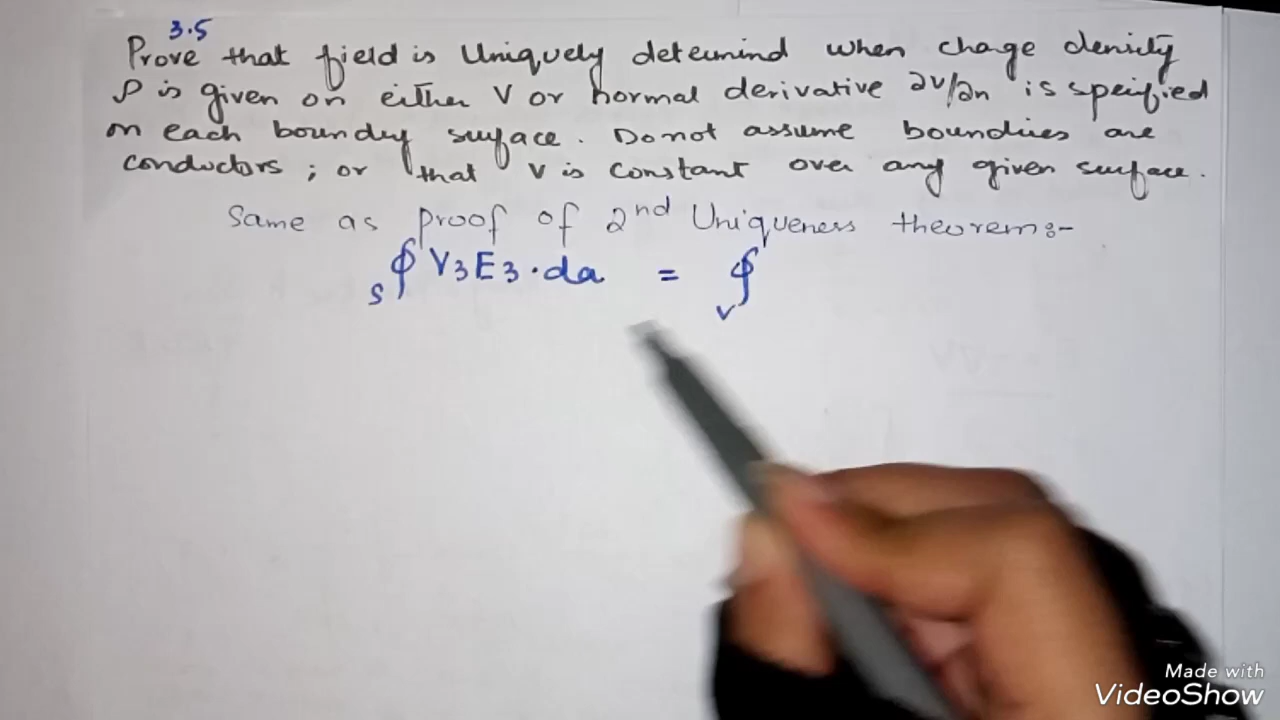 3.5
Prove that field is Uniquely determind when charge denicity
ρ is given on either V or normal derivative ∂V/∂n is specified
on each boundry surface. Do not assume boundries are
conductors ; or that V is constant over any given surface.
Same as proof of 2nd Uniqueness theorem:-
∮ V3E3 · da = ∮
S V
Made with
VideoShow